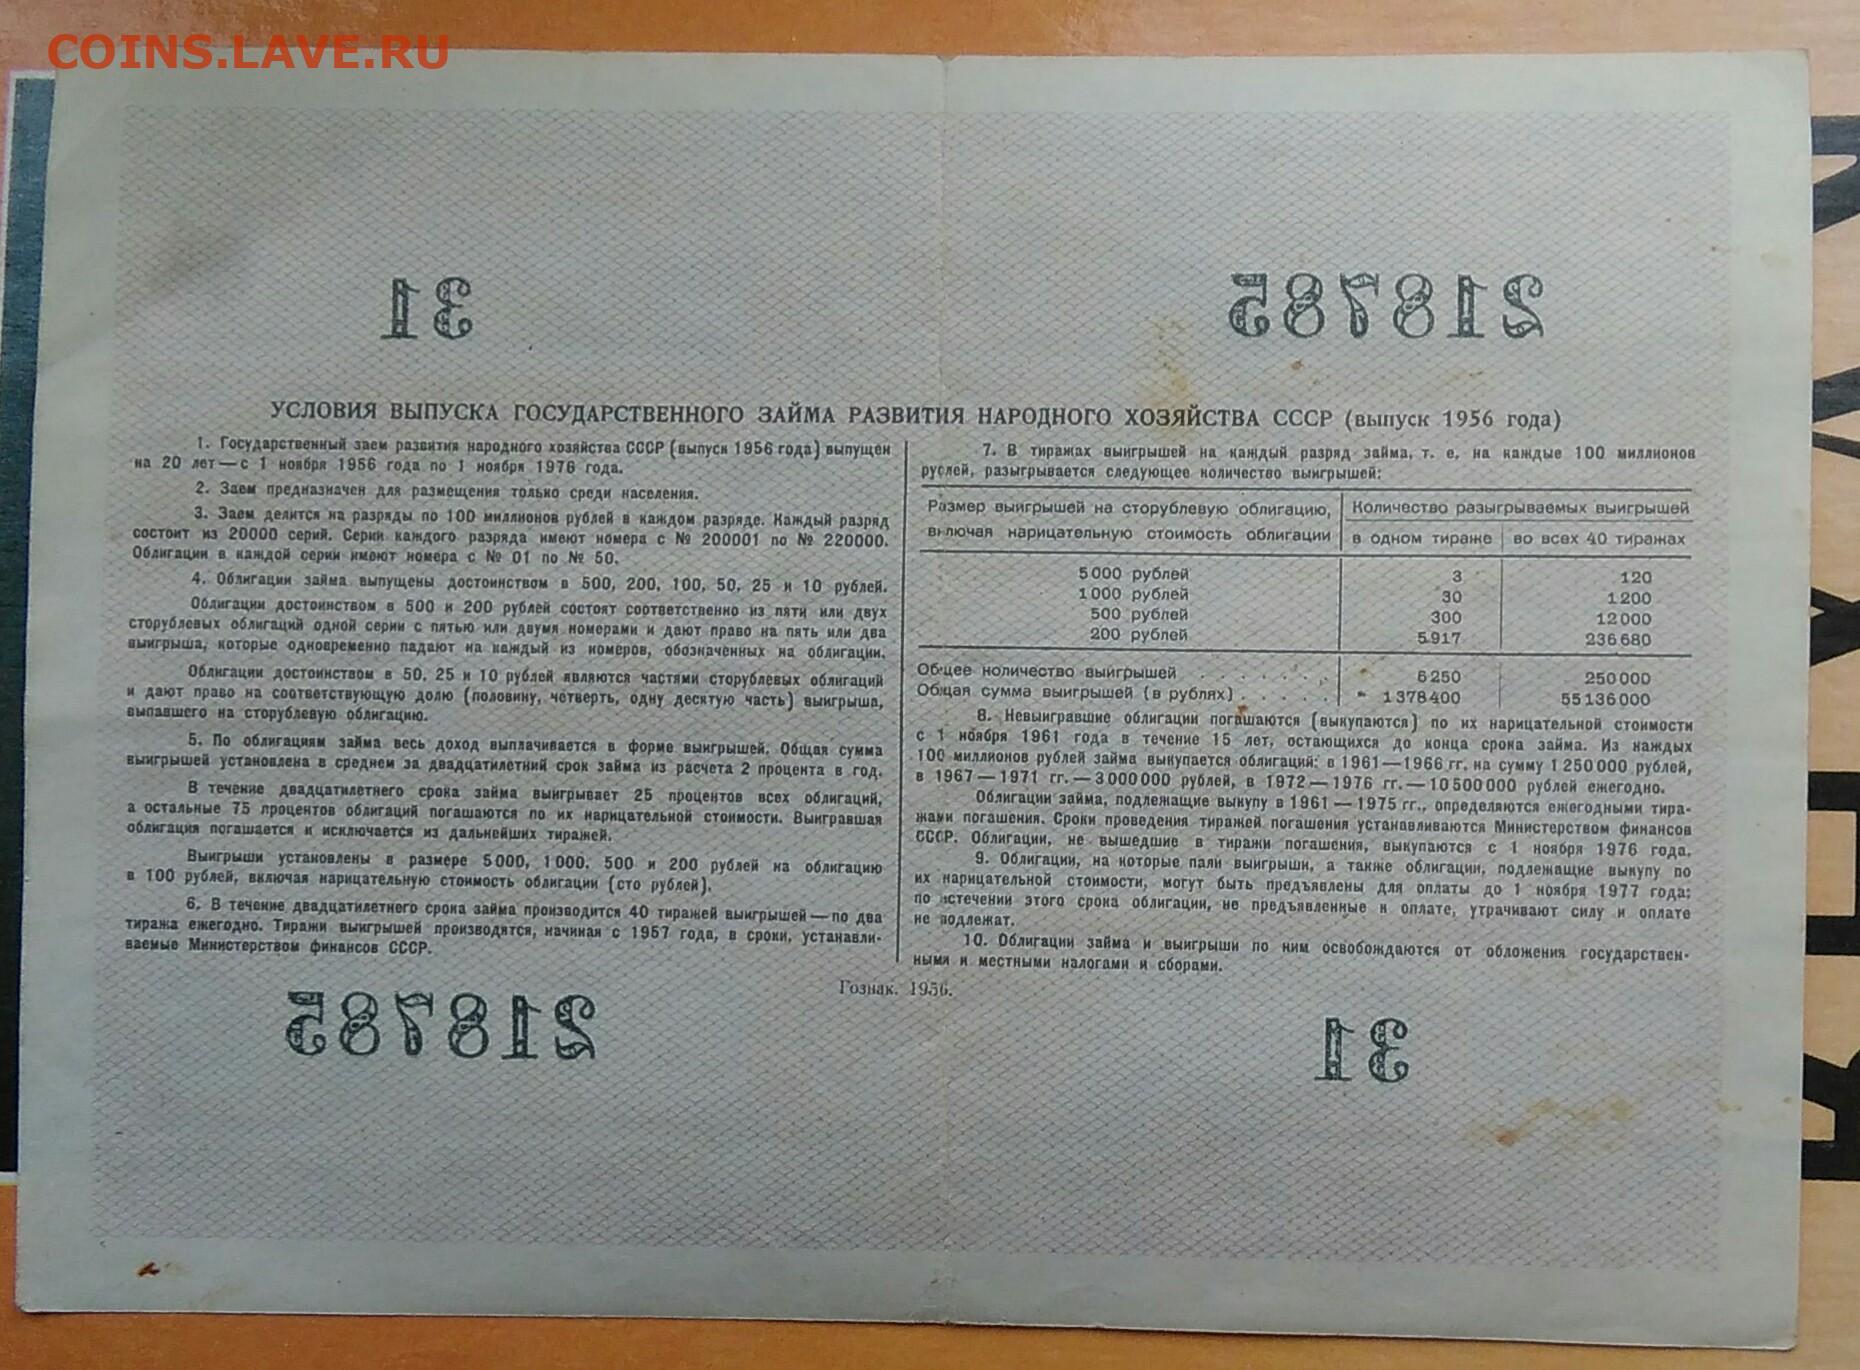 COINS.LAVE.RU
31
218785
УСЛОВИЯ ВЫПУСКА ГОСУДАРСТВЕННОГО ЗАЙМА РАЗВИТИЯ НАРОДНОГО ХОЗЯЙСТВА СССР (выпуск 1956 года)
1. Государственный заем развития народного хозяйства СССР (выпуск 1956 года) выпущен
на 20 лет—с 1 ноября 1956 года по 1 ноября 1976 года.
2. Заем предназначен для размещения только среди населения.
3. Заем делится на разряды по 100 миллионов рублей в каждом разряде. Каждый разряд
состоит из 20000 серий. Серии каждого разряда имеют номера с № 200001 по № 220000.
Облигации в каждой серии имеют номера с № 01 по № 50.
4. Облигации займа выпущены достоинством в 500, 200, 100, 50, 25 и 10 рублей.
Облигации достоинством в 500 и 200 рублей состоят соответственно из пяти или двух
сторублевых облигаций одной серии с пятью или двумя номерами и дают право на пять или два
выигрыша, которые одновременно падают на каждый из номеров, обозначенных на облигации.
Облигации достоинством в 50, 25 и 10 рублей являются частями сторублевых облигаций
и дают право на соответствующую долю (половину, четверть, одну десятую часть) выигрыша,
выпавшего на сторублевую облигацию.
5. По облигациям займа весь доход выплачивается в форме выигрышей. Общая сумма
выигрышей установлена в среднем за двадцатилетний срок займа из расчета 2 процента в год.
В течение двадцатилетнего срока займа выигрывает 25 процентов всех облигаций,
а остальные 75 процентов облигаций погашаются по их нарицательной стоимости. Выигравшая
облигация погашается и исключается из дальнейших тиражей.
Выигрыши установлены в размере 5000, 1000, 500 и 200 рублей на облигацию
в 100 рублей, включая нарицательную стоимость облигации (сто рублей).
6. В течение двадцатилетнего срока займа производится 40 тиражей выигрышей—по два
тиража ежегодно. Тиражи выигрышей производятся, начиная с 1957 года, в сроки, устанавли-
ваемые Министерством финансов СССР.
7. В тиражах выигрышей на каждый разряд займа, т. е. на каждые 100 миллионов
рублей, разыгрывается следующее количество выигрышей:
Размер выигрышей на сторублевую облигацию, включая нарицательную стоимость облигации
Количество разыгрываемых выигрышей
в одном тираже во всех 40 тиражах
5000 рублей 3 120
1000 рублей 30 1200
500 рублей 300 12000
200 рублей 5917 236680
Общее количество выигрышей . . . . . . 6250 250000
Общая сумма выигрышей (в рублях) . . . . . 1378400 55136000
8. Невыигравшие облигации погашаются (выкупаются) по их нарицательной стоимости
с 1 ноября 1961 года в течение 15 лет, остающихся до конца срока займа. Из каждых
100 миллионов рублей займа выкупается облигаций: в 1961—1966 гг. на сумму 1250000 рублей,
в 1967—1971 гг.—3000000 рублей, в 1972—1976 гг.—10500000 рублей ежегодно.
Облигации займа, подлежащие выкупу в 1961—1975 гг., определяются ежегодными тира-
жами погашения. Сроки проведения тиражей погашения устанавливаются Министерством финансов
СССР. Облигации, не вышедшие в тиражи погашения, выкупаются с 1 ноября 1976 года.
9. Облигации, на которые пали выигрыши, а также облигации, подлежащие выкупу по
их нарицательной стоимости, могут быть предъявлены для оплаты до 1 ноября 1977 года;
по истечении этого срока облигации, не предъявленные к оплате, утрачивают силу и оплате
не подлежат.
10. Облигации займа и выигрыши по ним освобождаются от обложения государствен-
ными и местными налогами и сборами.
Гознак. 1956.
218785
31